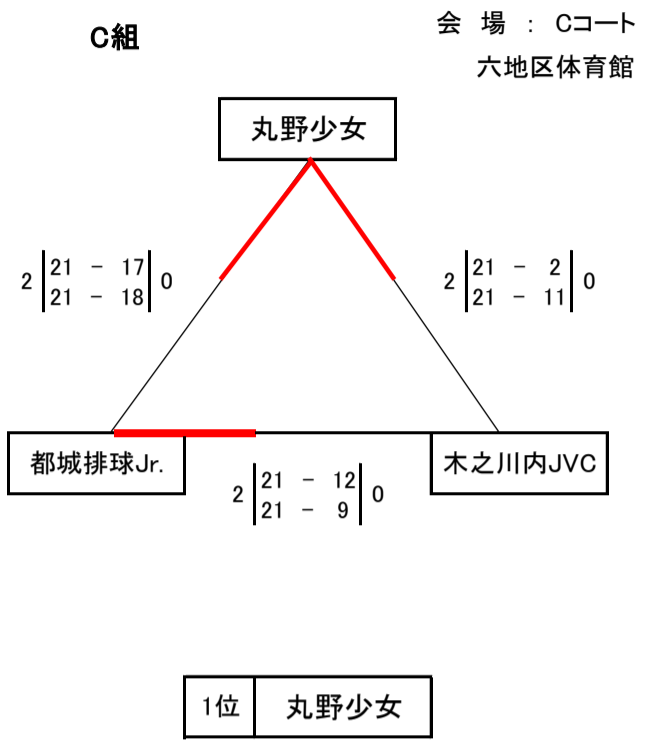 C組
会 場 : Cコート
六地区体育館
丸野少女
2 21 - 17 0
21 - 18
2 21 - 2 0
21 - 11
都城排球Jr.
木之川内JVC
2 21 - 12 0
21 - 9
1位 丸野少女